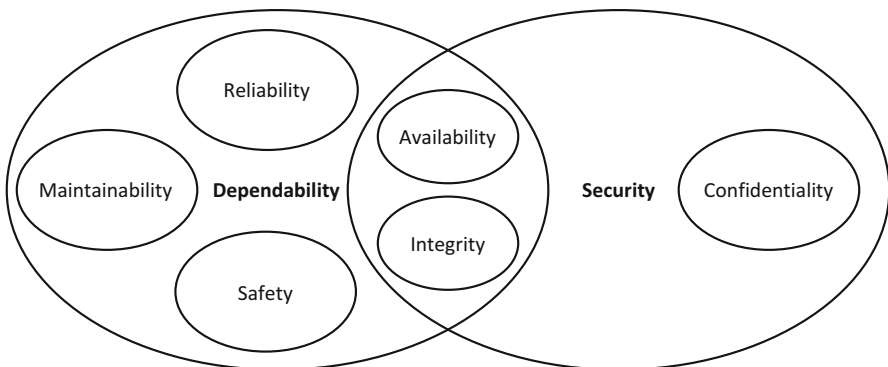 Reliability
Availability
Maintainability
Dependability
Security
Confidentiality
Integrity
Safety